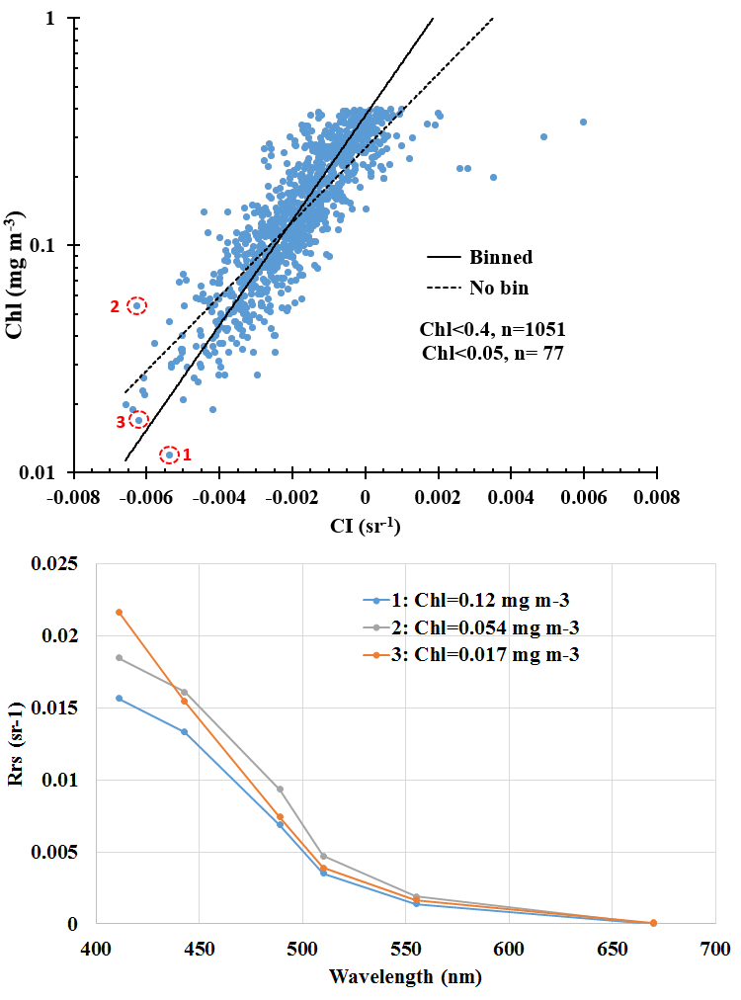 1
0.1
0.01
Chl (mg m-3)
2
3
1
Binned
No bin
Chl<0.4, n=1051
Chl<0.05, n= 77
-0.008 -0.006 -0.004 -0.002 0 0.002 0.004 0.006 0.008
CI (sr-1)
0.025
0.02
0.015
0.01
0.005
0
Rrs (sr-1)
1: Chl=0.12 mg m-3
2: Chl=0.054 mg m-3
3: Chl=0.017 mg m-3
400 450 500 550 600 650 700
Wavelength (nm)